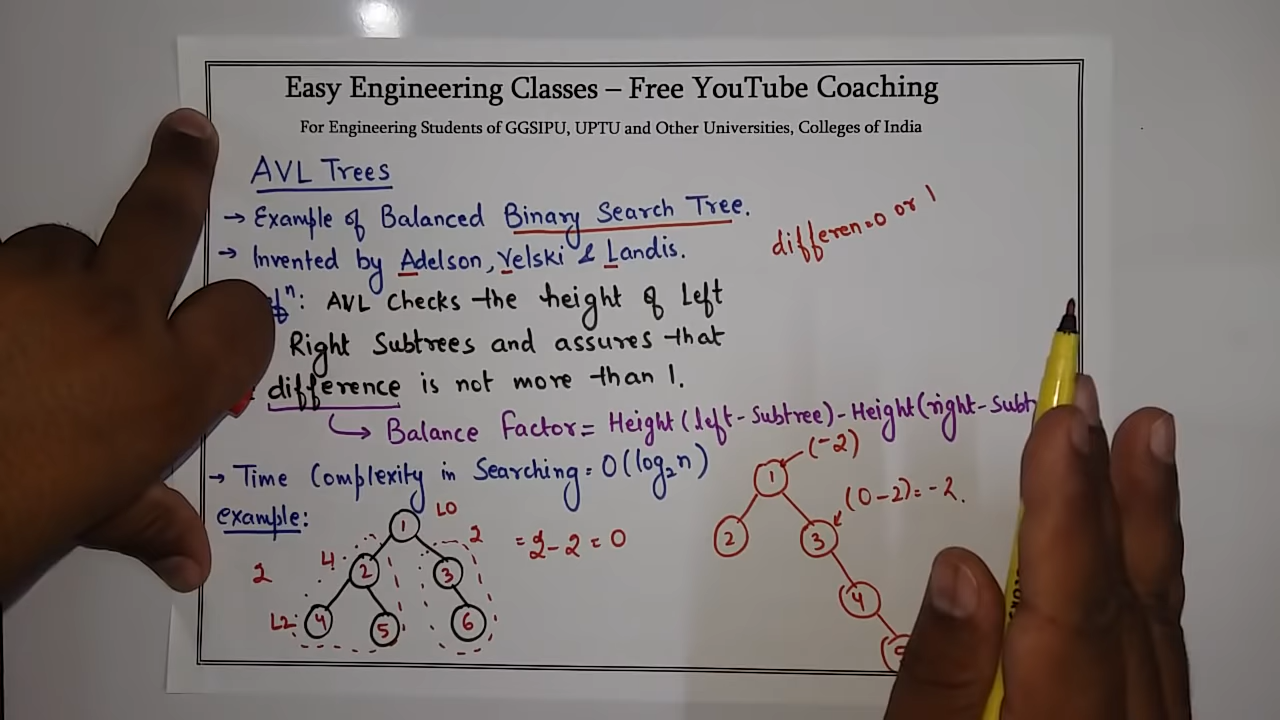 Easy Engineering Classes – Free YouTube Coaching
For Engineering Students of GGSIPU, UPTU and Other Universities, Colleges of India
AVL Trees
→ Example of Balanced Binary Search Tree.
differen=0 or 1
→ Invented by Adelson, Velski & Landis.
: AVL checks the height of Left
Right Subtrees and assures that
difference is not more than 1.
↳ Balance Factor = Height (left-Subtree) - Height (right-Subt
→ Time Complexity in Searching = O(log₂n)
(-2)
example:
1
L0
1
(0-2)=-2.
4
2
3
2
=2-2=0
2
3
2
L2
4
5
6
4